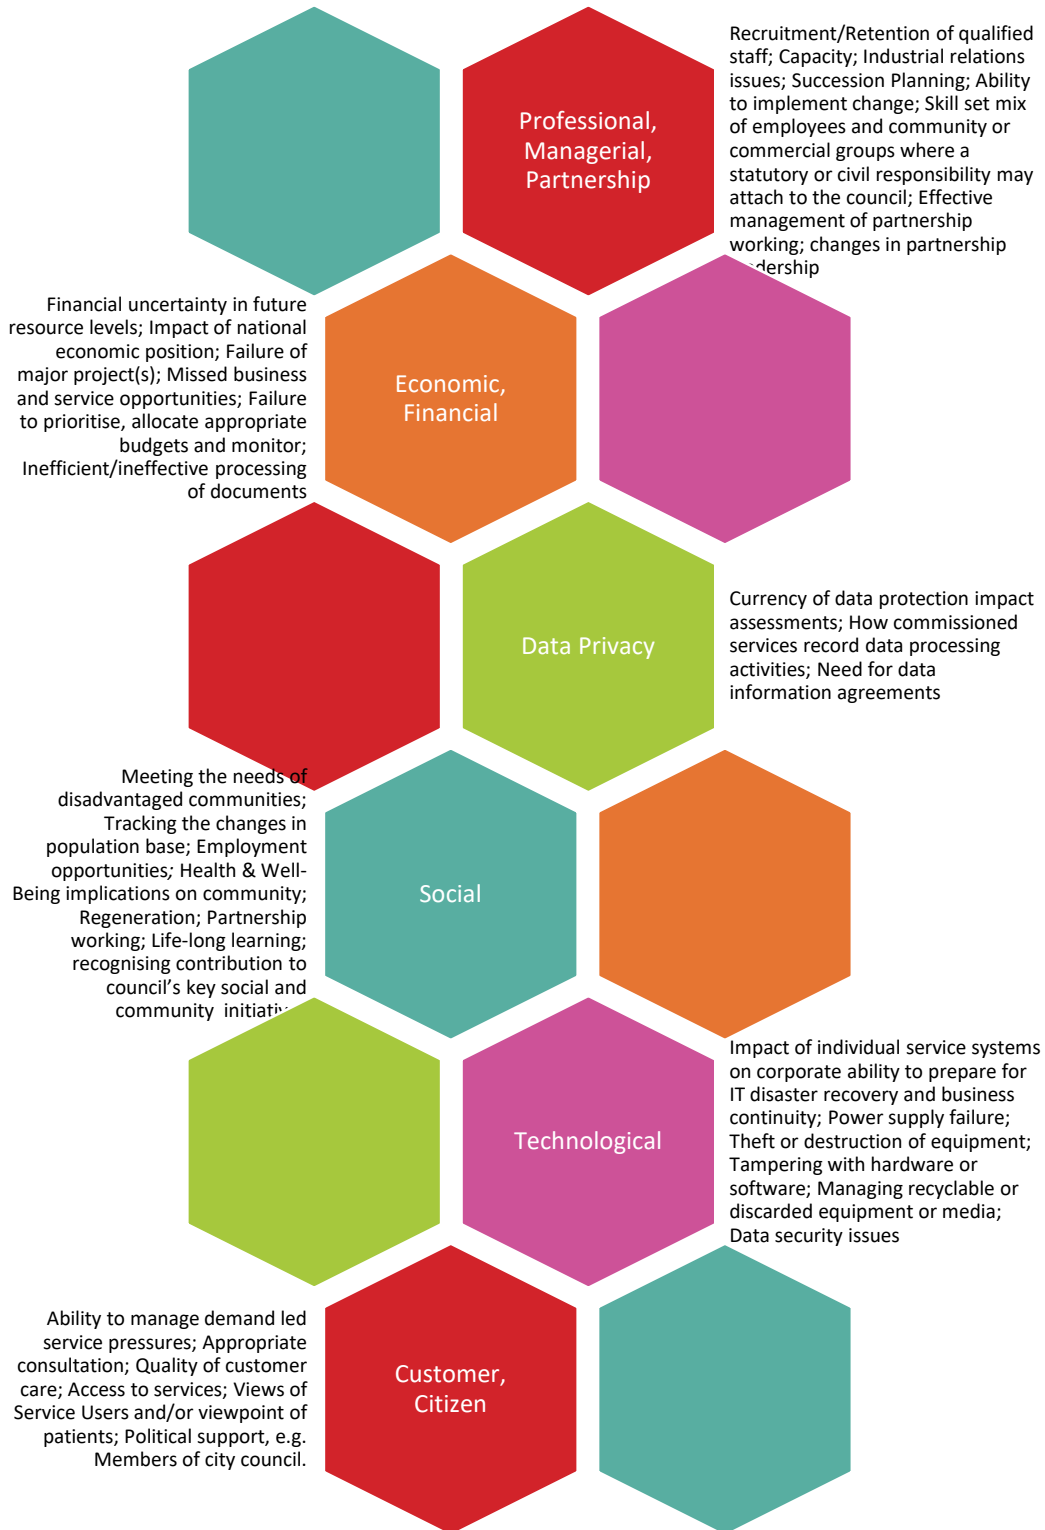 Professional,
Managerial,
Partnership
Recruitment/Retention of qualified
staff; Capacity; Industrial relations
issues; Succession Planning; Ability
to implement change; Skill set mix
of employees and community or
commercial groups where a
statutory or civil responsibility may
attach to the council; Effective
management of partnership
working; changes in partnership
Financial uncertainty in future
resource levels; Impact of national
economic position; Failure of
major project(s); Missed business
and service opportunities; Failure
to prioritise, allocate appropriate
budgets and monitor;
Inefficient/ineffective processing
of documents
Economic,
Financial
Data Privacy
Currency of data protection impact
assessments; How commissioned
services record data processing
activities; Need for data
information agreements
Meeting the needs of
disadvantaged communities;
Tracking the changes in
population base; Employment
opportunities; Health & Well-
Being implications on community;
Regeneration; Partnership
working; Life-long learning;
recognising contribution to
council's key social and
community
Social
Technological
Impact of individual service systems
on corporate ability to prepare for
IT disaster recovery and business
continuity; Power supply failure;
Theft or destruction of equipment;
Tampering with hardware or
software; Managing recyclable or
discarded equipment or media;
Data security issues
Ability to manage demand led
service pressures; Appropriate
consultation; Quality of customer
care; Access to services; Views of
Service Users and/or viewpoint of
patients; Political support, e.g.
Members of city council.
Customer,
Citizen